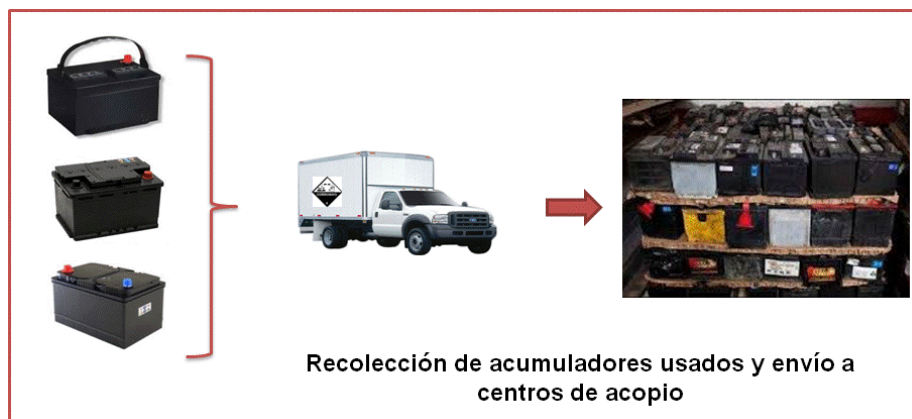 Recolección de acumuladores usados y envío a
centros de acopio